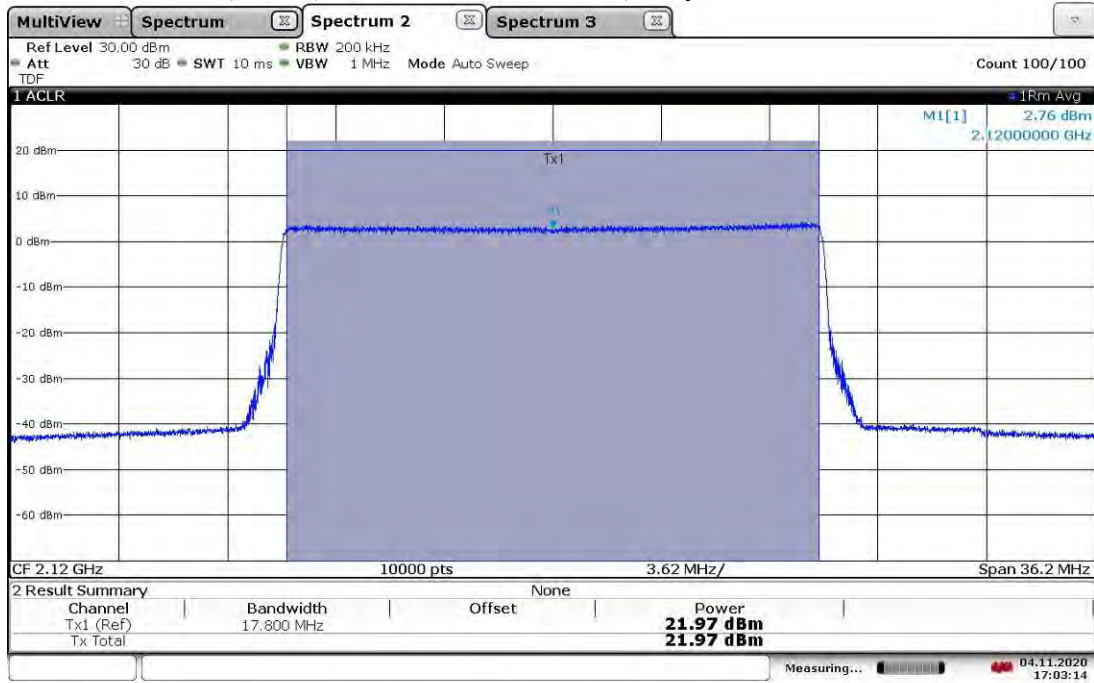 MultiView Spectrum Spectrum 2 Spectrum 3
Ref Level 30.00 dBm RBW 200 kHz
Att 30 dB SWT 10 ms VBW 1 MHz Mode Auto Sweep Count 100/100
TDF
1 ACLR 1Rm Avg
M1[1] 2.76 dBm
2.12000000 GHz
20 dBm
Tx1
10 dBm
M1
0 dBm
-10 dBm
-20 dBm
-30 dBm
-40 dBm
-50 dBm
-60 dBm
CF 2.12 GHz 10000 pts 3.62 MHz/ Span 36.2 MHz
2 Result Summary None
Channel Bandwidth Offset Power
Tx1 (Ref) 17.800 MHz 21.97 dBm
Tx Total 21.97 dBm
Measuring... 04.11.2020
17:03:14